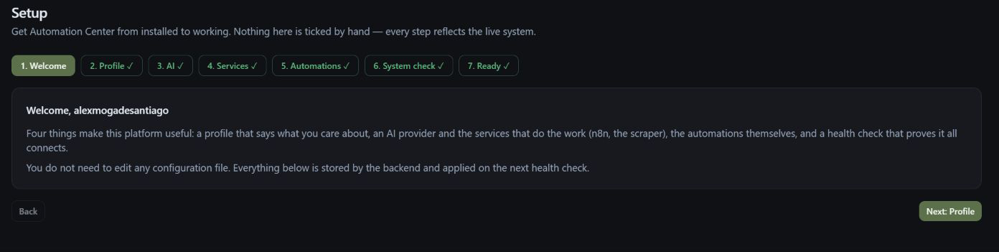 Setup
Get Automation Center from installed to working. Nothing here is ticked by hand — every step reflects the live system.
1. Welcome
2. Profile ✓
3. AI ✓
4. Services ✓
5. Automations ✓
6. System check ✓
7. Ready ✓
Welcome, alexmogadesantiago
Four things make this platform useful: a profile that says what you care about, an AI provider and the services that do the work (n8n, the scraper), the automations themselves, and a health check that proves it all
connects.
You do not need to edit any configuration file. Everything below is stored by the backend and applied on the next health check.
Back
Next: Profile